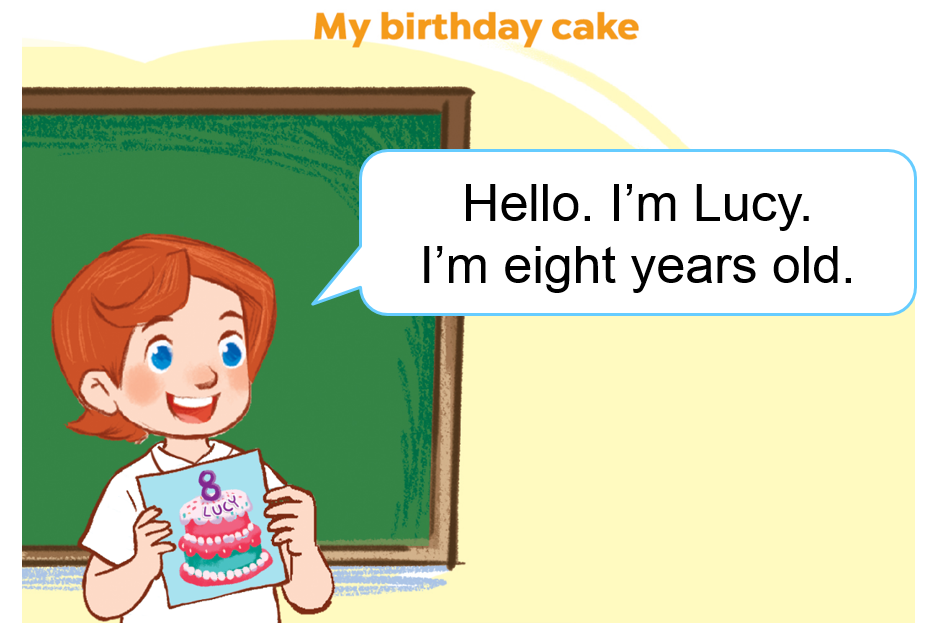 My birthday cake
Hello. I’m Lucy.
I’m eight years old.
8
LUCY